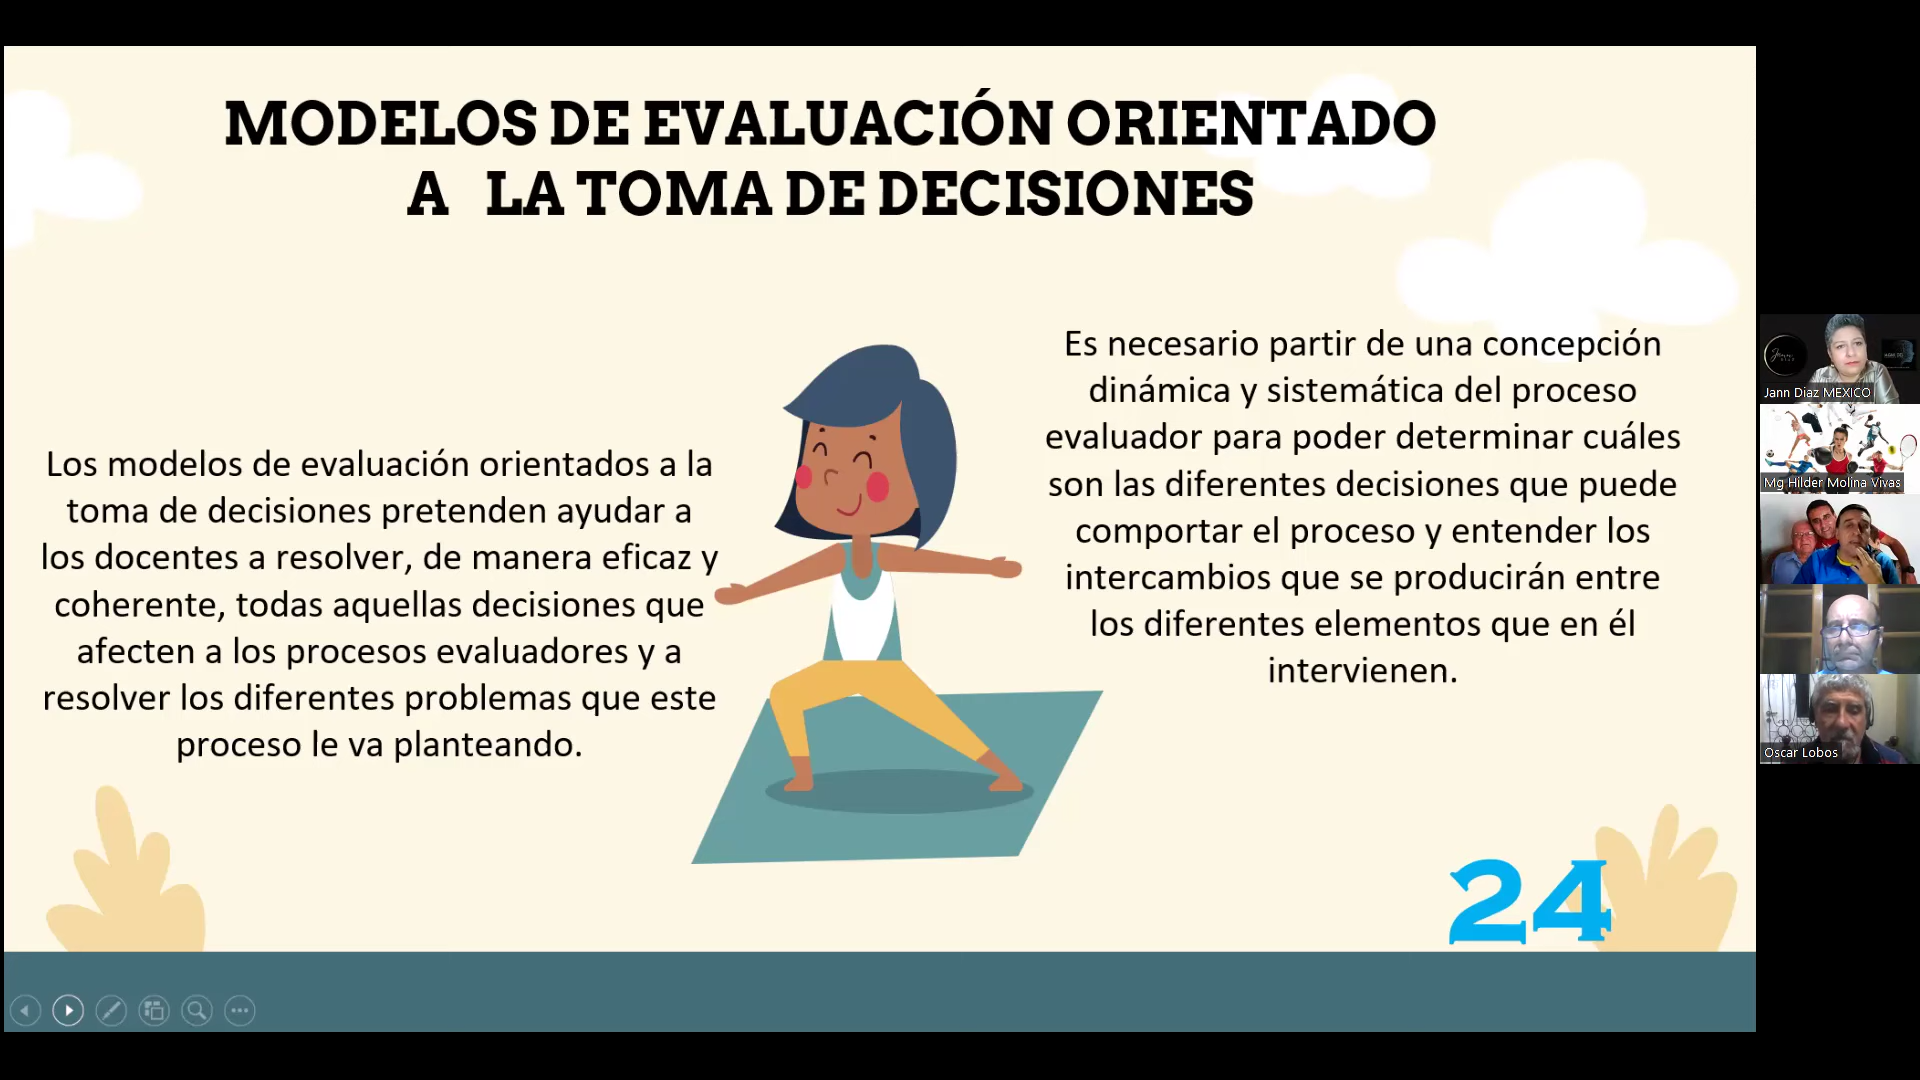 MODELOS DE EVALUACIÓN ORIENTADO
A LA TOMA DE DECISIONES
Los modelos de evaluación orientados a la
toma de decisiones pretenden ayudar a
los docentes a resolver, de manera eficaz y
coherente, todas aquellas decisiones que
afecten a los procesos evaluadores y a
resolver los diferentes problemas que este
proceso le va planteando.
Es necesario partir de una concepción
dinámica y sistemática del proceso
evaluador para poder determinar cuáles
son las diferentes decisiones que puede
comportar el proceso y entender los
intercambios que se producirán entre
los diferentes elementos que en él
intervienen.
24
Jann Diaz MEXICO
Mg Hilder Molina Vivas
Oscar Lobos